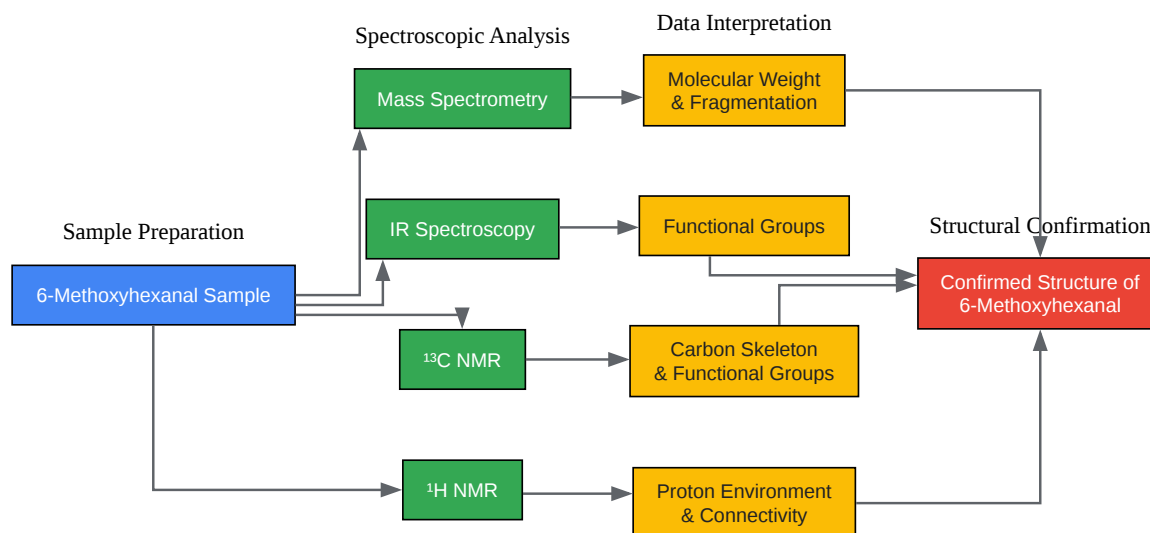 Data Interpretation
Spectroscopic Analysis
Mass Spectrometry
Molecular Weight
& Fragmentation
Sample Preparation
IR Spectroscopy
Functional Groups
Structural Confirmation
6-Methoxyhexanal Sample
Confirmed Structure of
6-Methoxyhexanal
¹³C NMR
Carbon Skeleton
& Functional Groups
¹H NMR
Proton Environment
& Connectivity